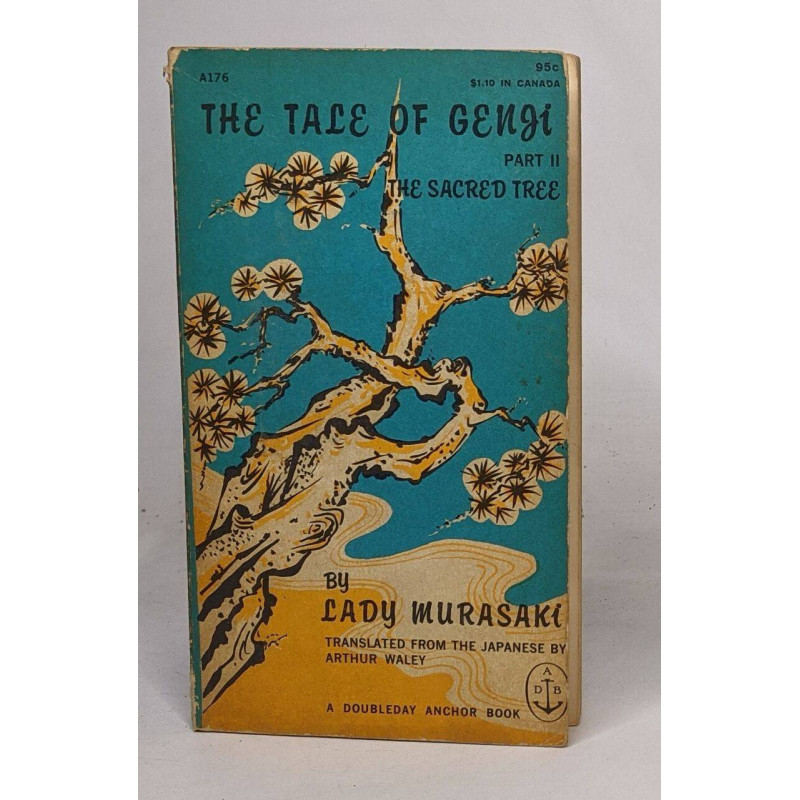 A176
95c
$1.10 IN CANADA
THE TALE OF GENJI
PART II
THE SACRED TREE
BY
LADY MURASAKI
TRANSLATED FROM THE JAPANESE BY
ARTHUR WALEY
A DOUBLEDAY ANCHOR BOOK
A
D B